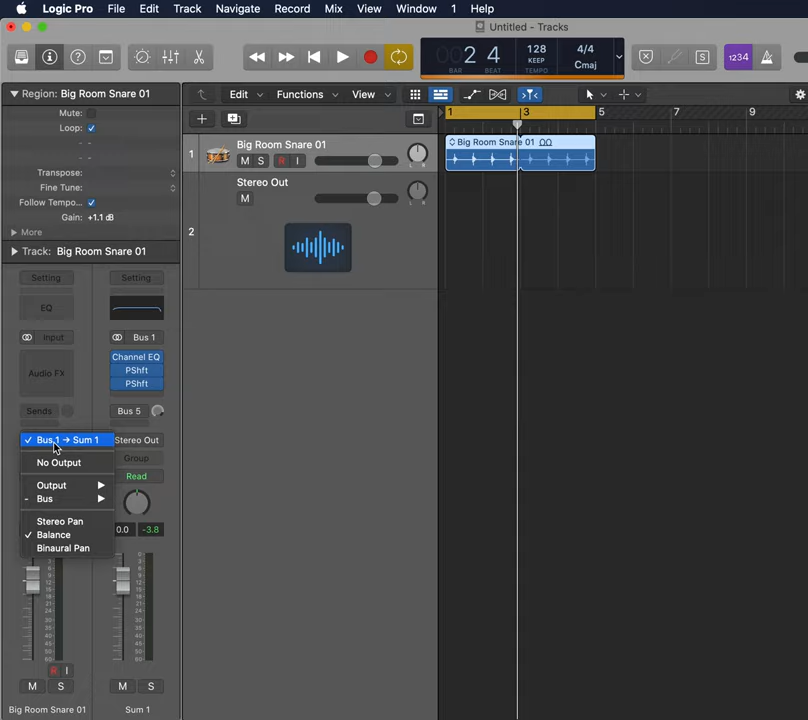 Logic Pro File Edit Track Navigate Record Mix View Window 1 Help
Untitled - Tracks
2 4
BAR BEAT
128
KEEP
TEMPO
4/4
Cmaj
1234
Region: Big Room Snare 01
Mute:
Loop:
Transpose:
Fine Tune:
Follow Tempo...
Gain: +1.1 dB
More
Track: Big Room Snare 01
Edit Functions View
1 3 5 7 9
1 Big Room Snare 01
M S R I
L R
Big Room Snare 01
Stereo Out
M
L R
2
Setting Setting
EQ
Input Bus 1
Audio FX
Channel EQ
PShft
PShft
Sends Bus 5
Bus 1 → Sum 1
Stereo Out
No Output
Group
Output
Read
Bus
Stereo Pan
Balance
Binaural Pan
0.0 -3.8
R I
M S M S
Big Room Snare 01 Sum 1